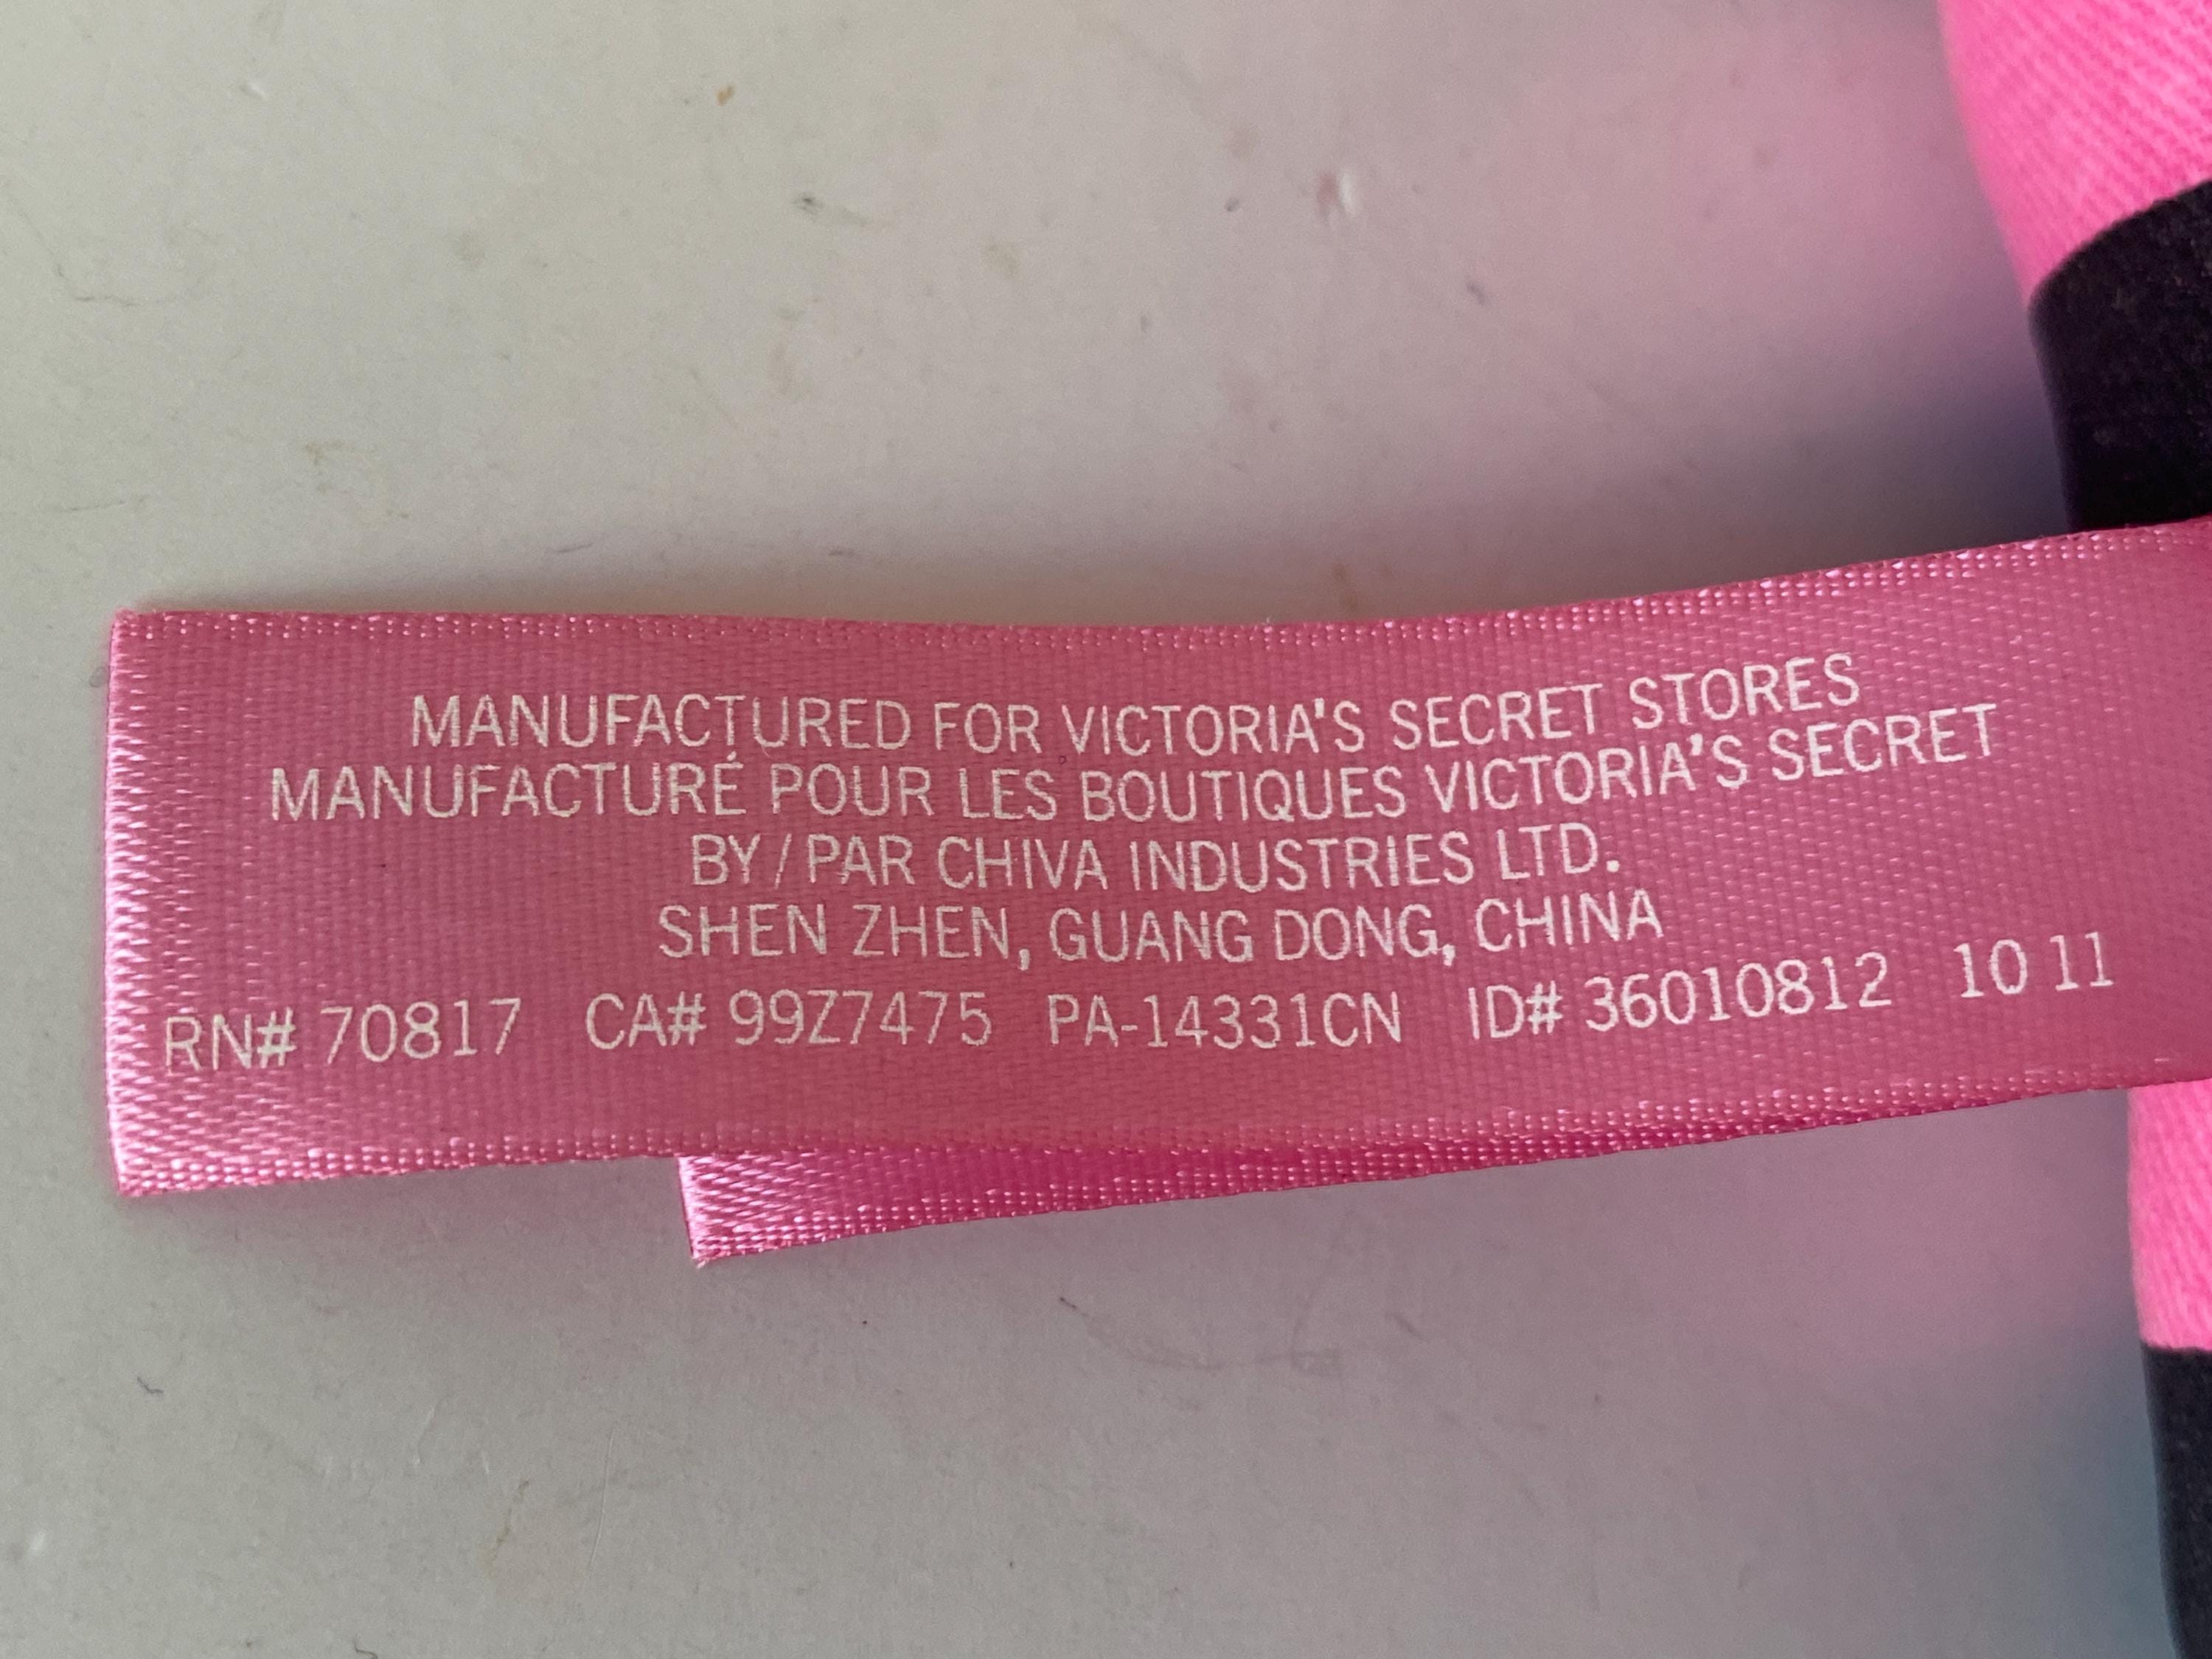 MANUFACTURED FOR VICTORIA'S SECRET STORES
MANUFACTURÉ POUR LES BOUTIQUES VICTORIA'S SECRET
BY / PAR CHIVA INDUSTRIES LTD.
SHEN ZHEN, GUANG DONG, CHINA
RN# 70817 CA# 99Z7475 PA-14331CN ID# 36010812 10 11